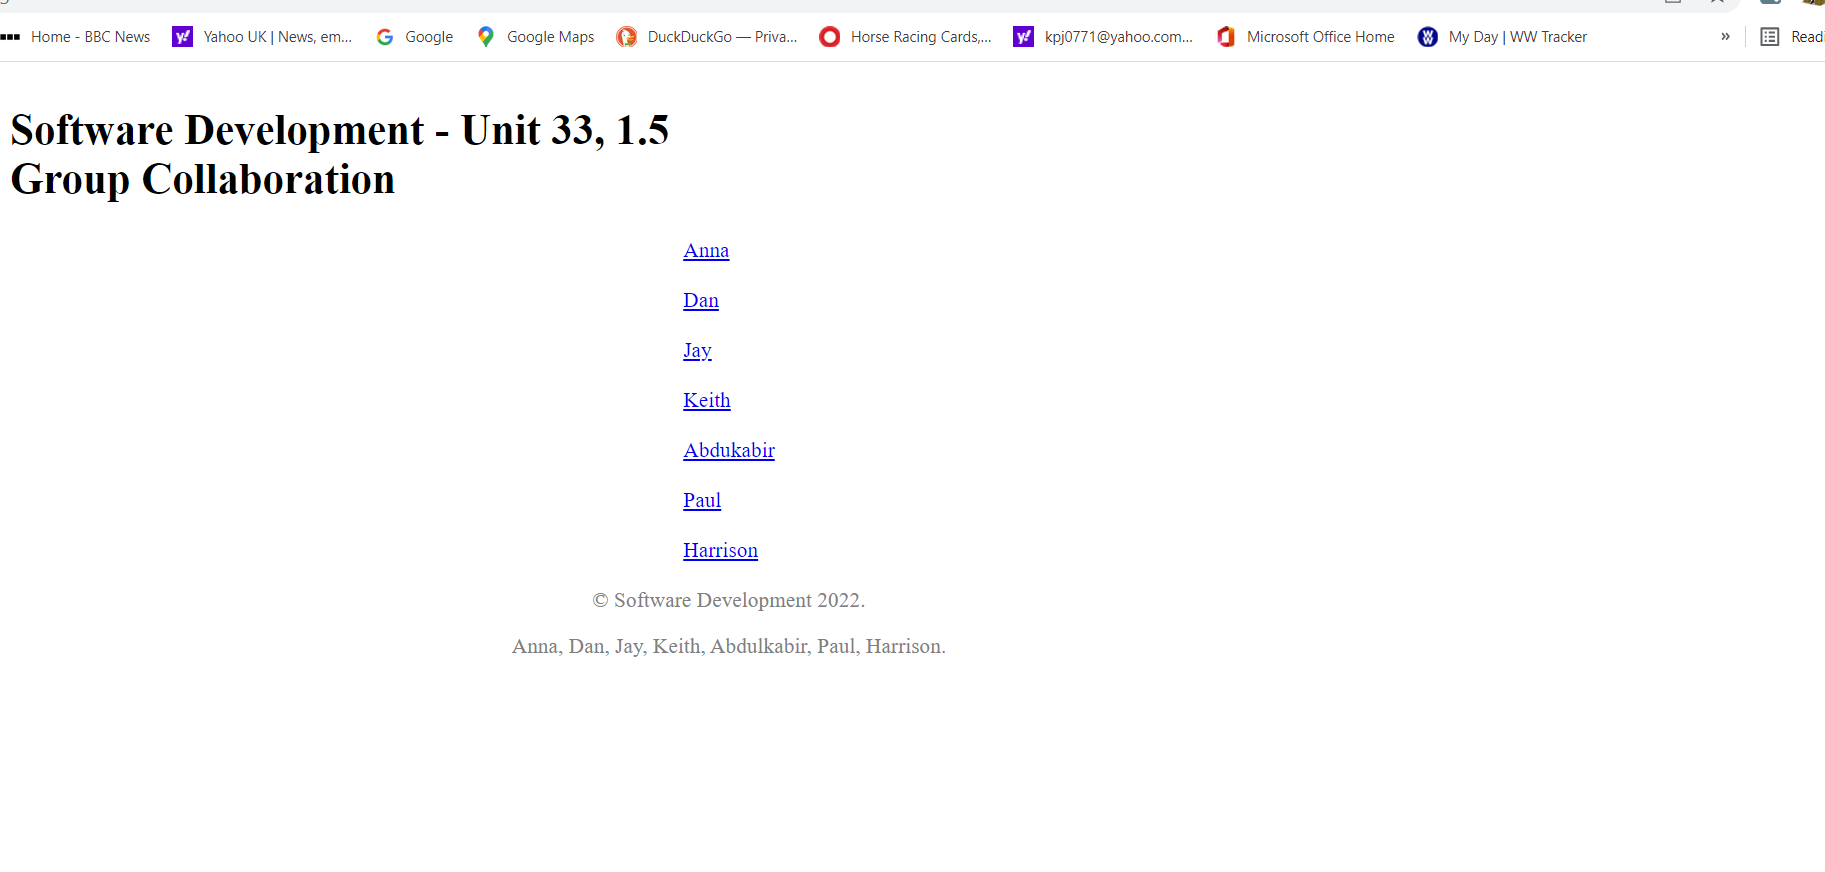 Home - BBC News Yahoo UK | News, em... Google Google Maps DuckDuckGo — Priva... Horse Racing Cards,... kpj0771@yahoo.com... Microsoft Office Home My Day | WW Tracker » Readi
Software Development - Unit 33, 1.5
Group Collaboration
Anna
Dan
Jay
Keith
Abdukabir
Paul
Harrison
© Software Development 2022.
Anna, Dan, Jay, Keith, Abdulkabir, Paul, Harrison.